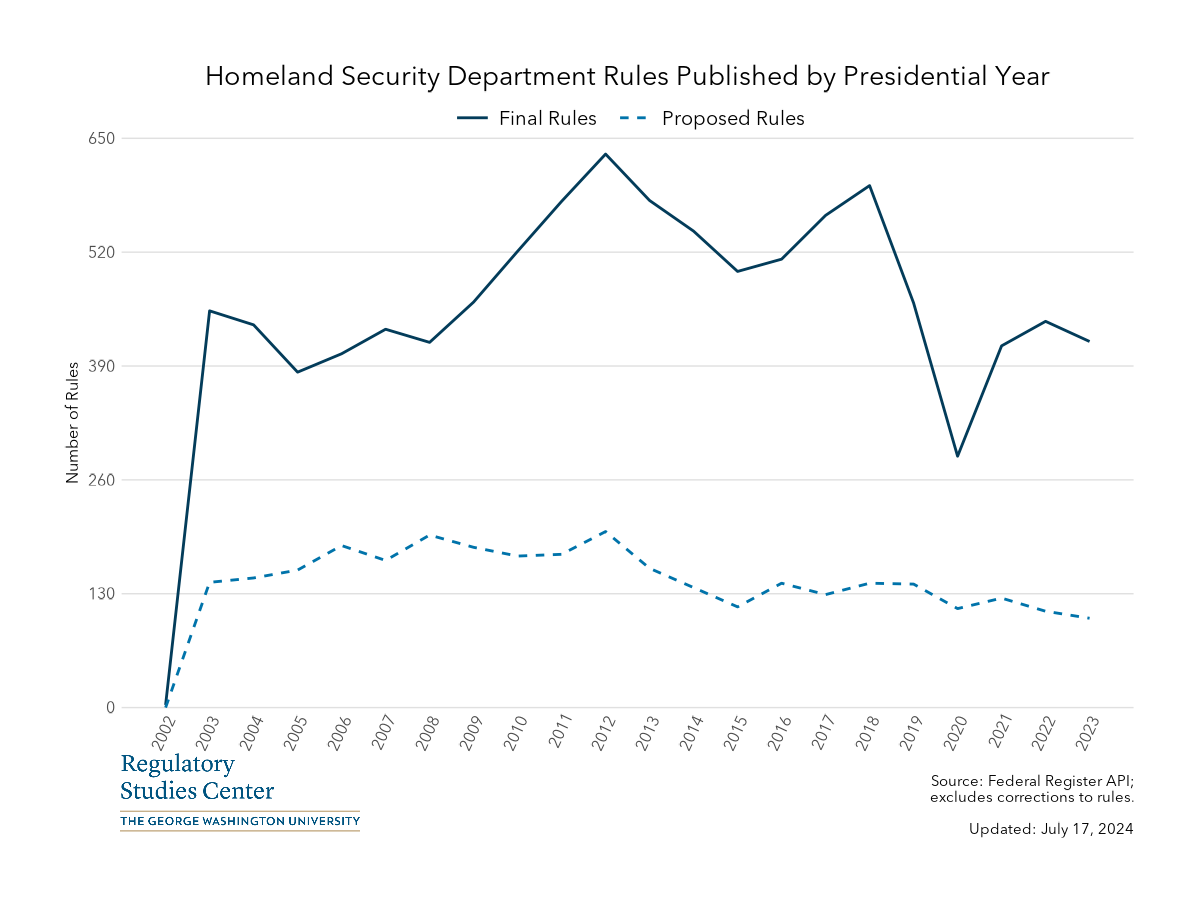 Homeland Security Department Rules Published by Presidential Year
Final Rules Proposed Rules
650
520
390
260
130
0
Number of Rules
2002 2003 2004 2005 2006 2007 2008 2009 2010 2011 2012 2013 2014 2015 2016 2017 2018 2019 2020 2021 2022 2023
Regulatory
Studies Center
THE GEORGE WASHINGTON UNIVERSITY
Source: Federal Register API;
excludes corrections to rules.
Updated: July 17, 2024